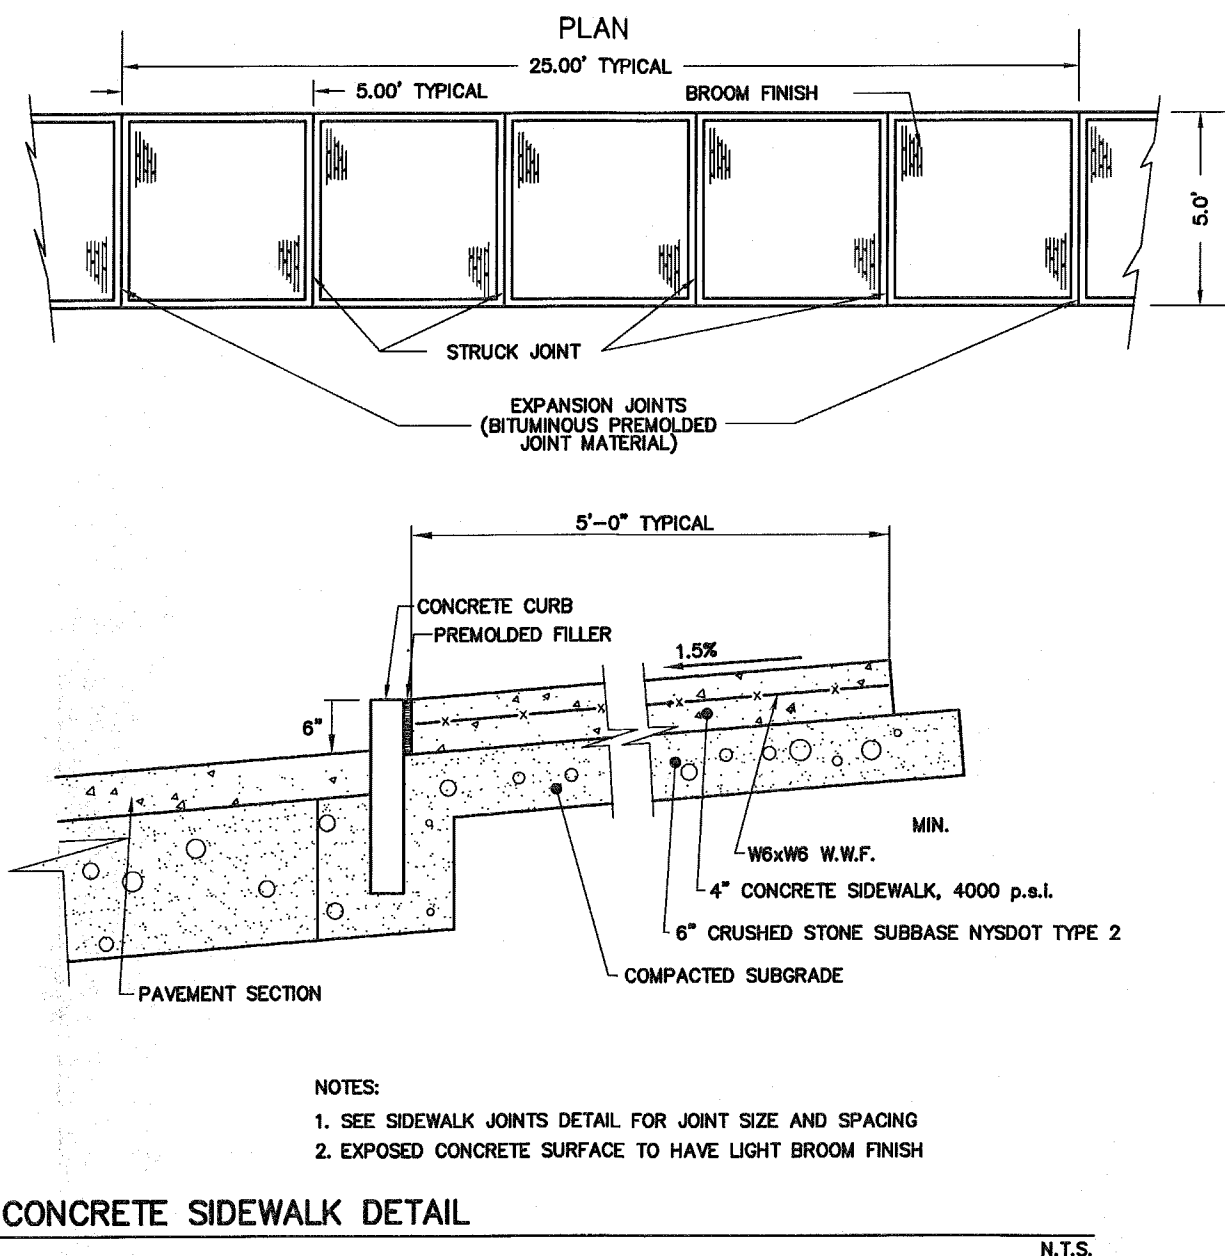 PLAN
25.00' TYPICAL
5.00' TYPICAL
BROOM FINISH
5.0'
STRUCK JOINT
EXPANSION JOINTS
(BITUMINOUS PREMOLDED
JOINT MATERIAL)
5'-0" TYPICAL
CONCRETE CURB
PREMOLDED FILLER
1.5%
6"
MIN.
W6xW6 W.W.F.
4" CONCRETE SIDEWALK, 4000 p.s.i.
6" CRUSHED STONE SUBBASE NYSDOT TYPE 2
COMPACTED SUBGRADE
PAVEMENT SECTION
NOTES:
1. SEE SIDEWALK JOINTS DETAIL FOR JOINT SIZE AND SPACING
2. EXPOSED CONCRETE SURFACE TO HAVE LIGHT BROOM FINISH
CONCRETE SIDEWALK DETAIL
N.T.S.